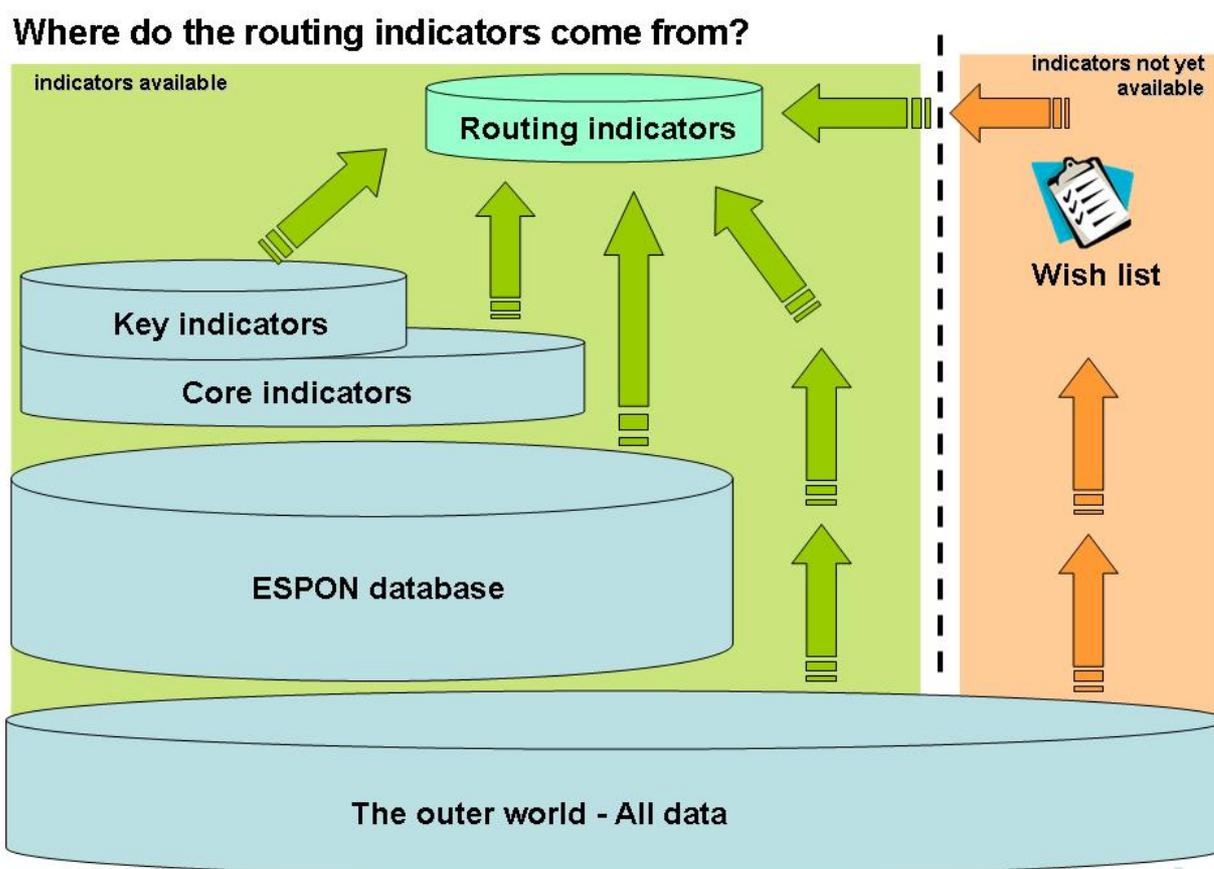 Where do the routing indicators come from?
indicators available
indicators not yet
available
Routing indicators
Wish list
Key indicators
Core indicators
ESPON database
The outer world - All data